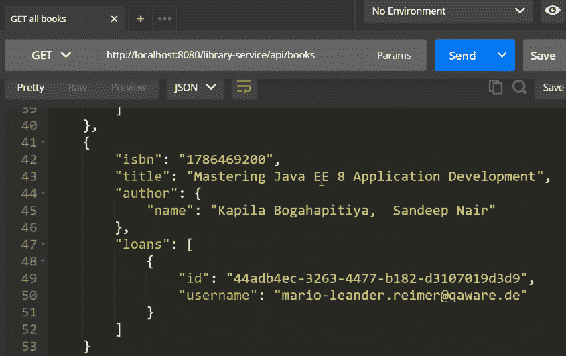 GET all books × + •••
No Environment
GET http://localhost:8080/library-service/api/books Params Send Save
Pretty Raw Preview JSON Save
39 ]
40 },
41 {
42 "isbn": "1786469200",
43 "title": "Mastering Java EE 8 Application Development",
44 "author": {
45 "name": "Kapila Bogahapitiya,  Sandeep Nair"
46 },
47 "loans": [
48 {
49 "id": "44adb4ec-3263-4477-b182-d3107019d3d9",
50 "username": "mario-leander.reimer@qaware.de"
51 }
52 ]
53 }